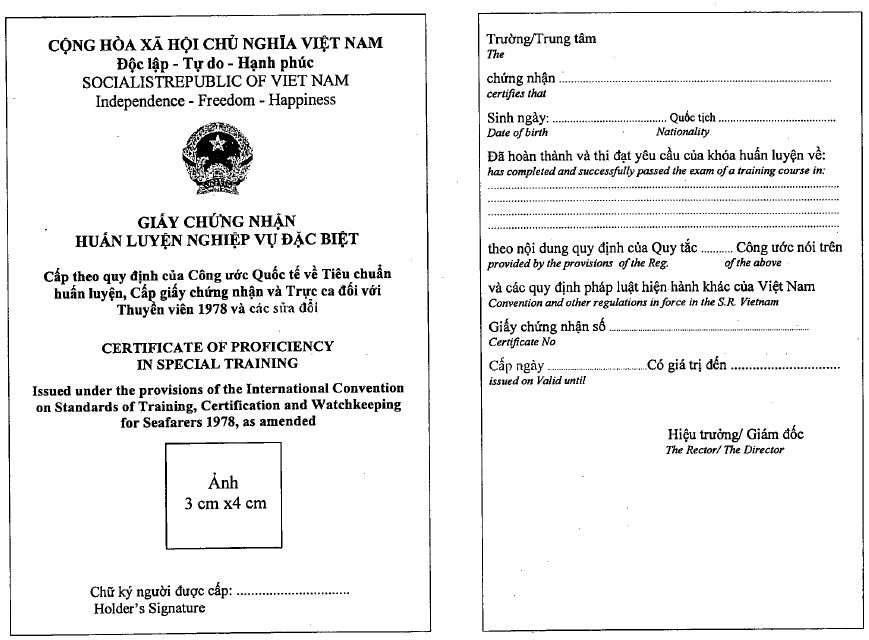 CỘNG HÒA XÃ HỘI CHỦ NGHĨA VIỆT NAM
Độc lập - Tự do - Hạnh phúc
SOCIALISTREPUBLIC OF VIET NAM
Independence - Freedom - Happiness
GIẤY CHỨNG NHẬN
HUẤN LUYỆN NGHIỆP VỤ ĐẶC BIỆT
Cấp theo quy định của Công ước Quốc tế về Tiêu chuẩn
huấn luyện, Cấp giấy chứng nhận và Trực ca đối với
Thuyền viên 1978 và các sửa đổi
CERTIFICATE OF PROFICIENCY
IN SPECIAL TRAINING
Issued under the provisions of the International Convention
on Standards of Training, Certification and Watchkeeping
for Seafarers 1978, as amended
Ảnh
3 cm x4 cm
Chữ ký người được cấp: ..............................
Holder's Signature
Trường/Trung tâm
The
chứng nhận ......................................................................
certifies that
Sinh ngày: .............................. Quốc tịch ..............................
Date of birth Nationality
Đã hoàn thành và thi đạt yêu cầu của khóa huấn luyện về:
has completed and successfully passed the exam of a training course in:
..........................................................................................
..........................................................................................
..........................................................................................
..........................................................................................
theo nội dung quy định của Quy tắc .......... Công ước nói trên
provided by the provisions of the Reg. of the above
và các quy định pháp luật hiện hành khác của Việt Nam
Convention and other regulations in force in the S.R. Vietnam
Giấy chứng nhận số ..................................................
Certificate No
Cấp ngày ..........................Có giá trị đến ............................
issued on Valid until
Hiệu trưởng/ Giám đốc
The Rector/ The Director